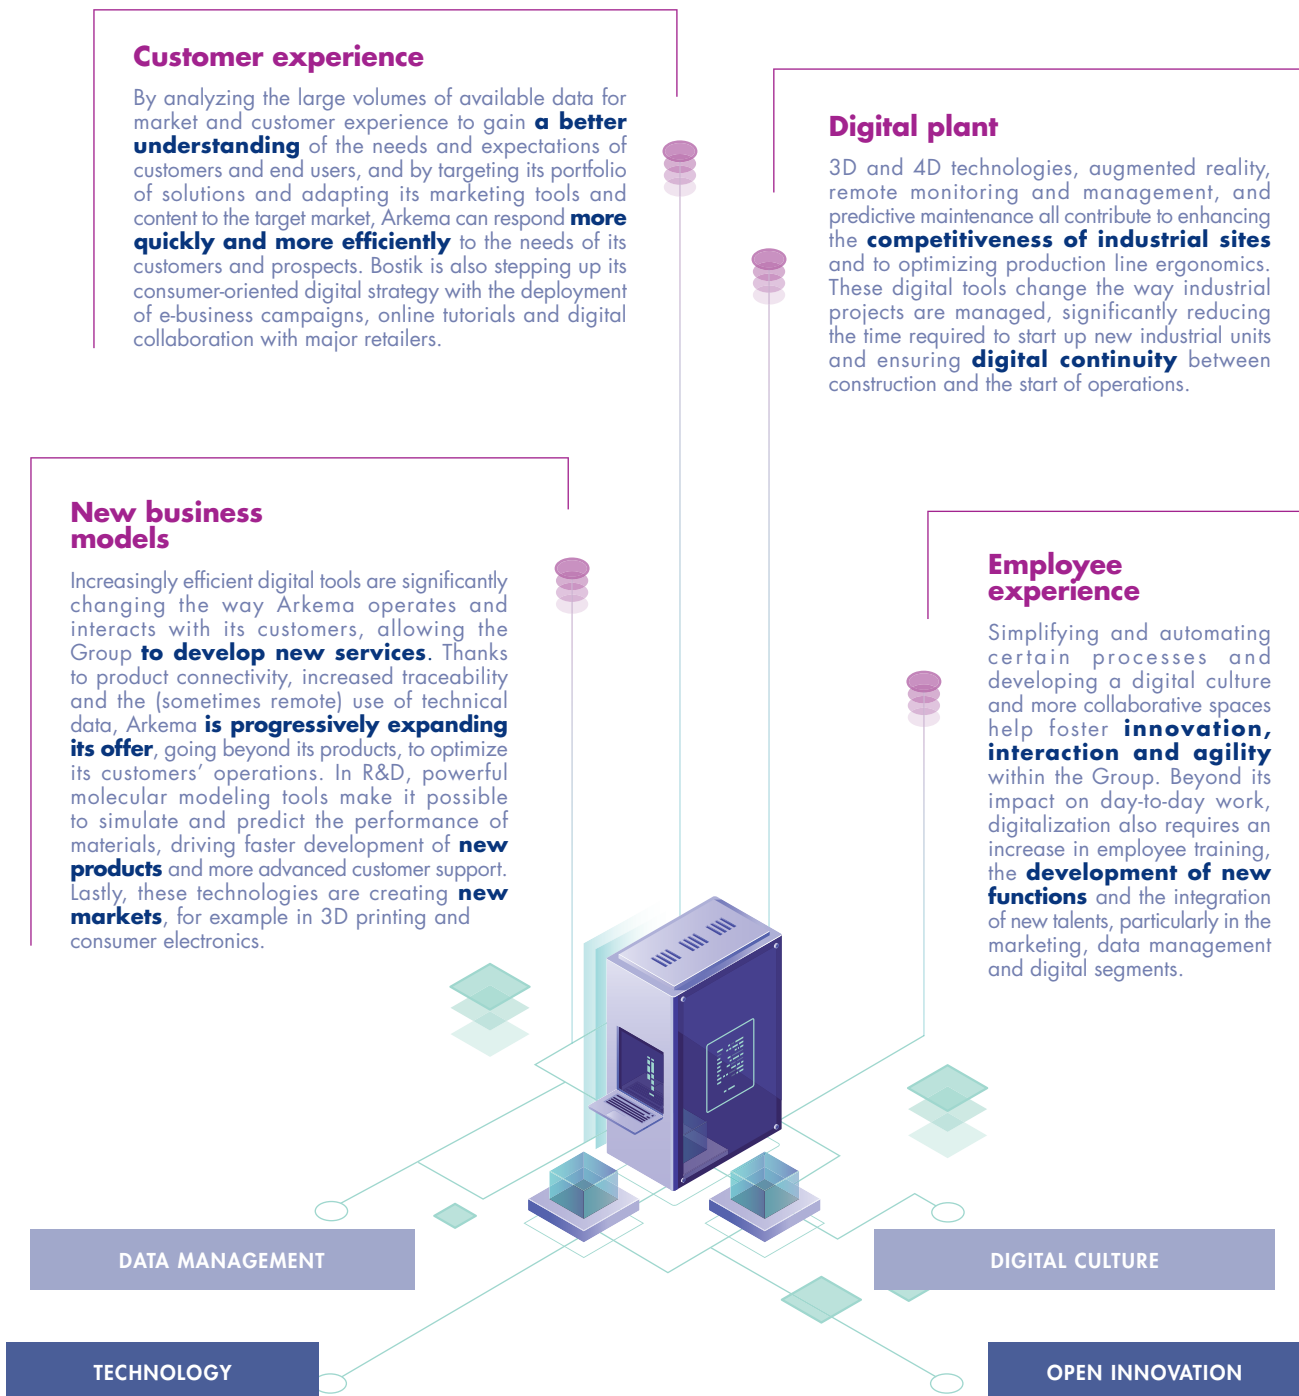 Customer experience
By analyzing the large volumes of available data for
market and customer experience to gain a better
understanding of the needs and expectations of
customers and end users, and by targeting its portfolio
of solutions and adapting its marketing tools and
content to the target market, Arkema can respond more
quickly and more efficiently to the needs of its
customers and prospects. Bostik is also stepping up its
consumer-oriented digital strategy with the deployment
of e-business campaigns, online tutorials and digital
collaboration with major retailers.
Digital plant
3D and 4D technologies, augmented reality,
remote monitoring and management, and
predictive maintenance all contribute to enhancing
the competitiveness of industrial sites
and to optimizing production line ergonomics.
These digital tools change the way industrial
projects are managed, significantly reducing
the time required to start up new industrial units
and ensuring digital continuity between
construction and the start of operations.
New business
models
Increasingly efficient digital tools are significantly
changing the way Arkema operates and
interacts with its customers, allowing the
Group to develop new services. Thanks
to product connectivity, increased traceability
and the (sometimes remote) use of technical
data, Arkema is progressively expanding
its offer, going beyond its products, to optimize
its customers’ operations. In R&D, powerful
molecular modeling tools make it possible
to simulate and predict the performance of
materials, driving faster development of new
products and more advanced customer support.
Lastly, these technologies are creating new
markets, for example in 3D printing and
consumer electronics.
Employee
experience
Simplifying and automating
certain processes and
developing a digital culture
and more collaborative spaces
help foster innovation,
interaction and agility
within the Group. Beyond its
impact on day-to-day work,
digitalization also requires an
increase in employee training,
the development of new
functions and the integration
of new talents, particularly in the
marketing, data management
and digital segments.
DATA MANAGEMENT
DIGITAL CULTURE
TECHNOLOGY
OPEN INNOVATION